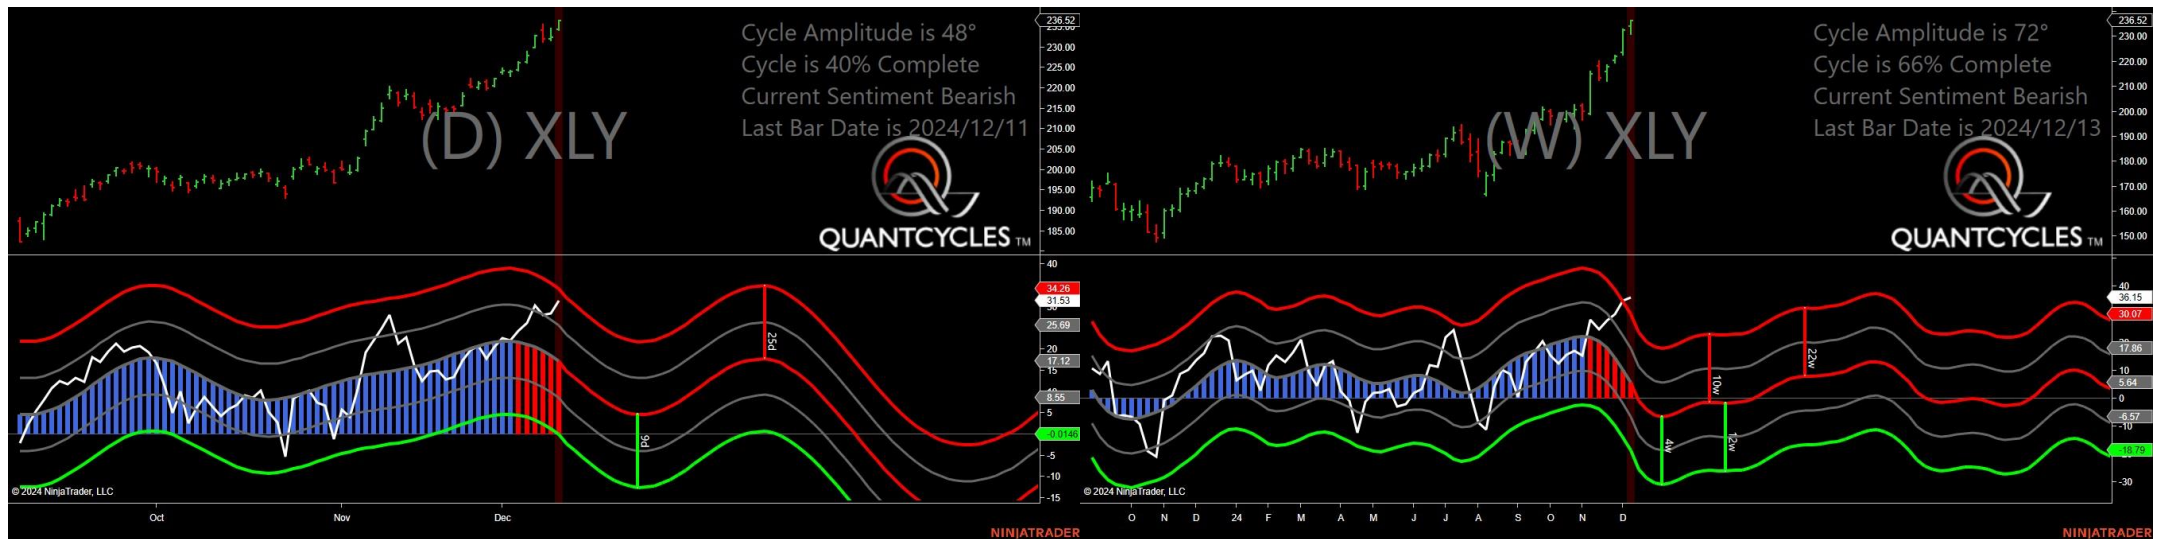 236.52
235.00
230.00
225.00
220.00
215.00
210.00
205.00
200.00
195.00
190.00
185.00
Cycle Amplitude is 48°
Cycle is 40% Complete
Current Sentiment Bearish
Last Bar Date is 2024/12/11
(D) XLY
QUANTCYCLES TM
40
34.26
31.53
25.69
20
17.12
15
8.55
5
-0.0146
-5
-10
-15
25d
9d
© 2024 NinjaTrader, LLC
Oct Nov Dec
NINJATRADER
236.52
230.00
220.00
210.00
200.00
190.00
180.00
170.00
160.00
150.00
Cycle Amplitude is 72°
Cycle is 66% Complete
Current Sentiment Bearish
Last Bar Date is 2024/12/13
(W) XLY
QUANTCYCLES TM
40
36.15
30.07
17.86
10
5.64
0
-6.57
-10
-18.79
-30
10w
22w
4w
12w
© 2024 NinjaTrader, LLC
O N D 24 F M A M J J A S O N D
NINJATRADER